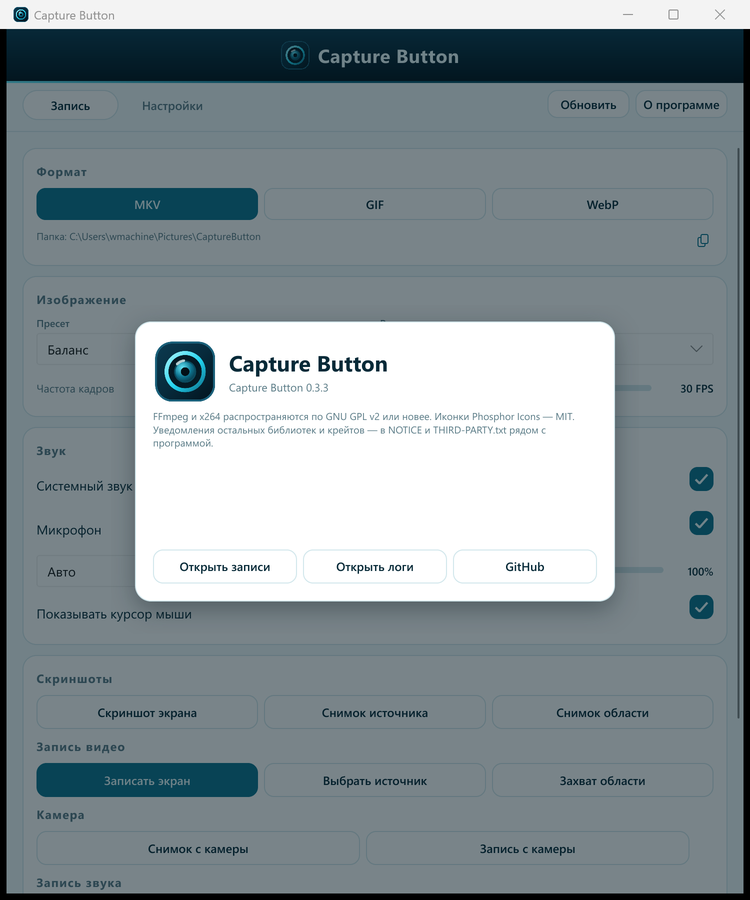 Capture Button
Capture Button
Запись
Настройки
Обновить
О программе
Формат
MKV
GIF
WebP
Папка: C:\Users\wmachine\Pictures\CaptureButton
Изображение
Пресет
Баланс
Частота кадров
30 FPS
Capture Button
Capture Button 0.3.3
FFmpeg и x264 распространяются по GNU GPL v2 или новее. Иконки Phosphor Icons — MIT.
Уведомления остальных библиотек и крейтов — в NOTICE и THIRD-PARTY.txt рядом с
программой.
Открыть записи
Открыть логи
GitHub
Звук
Системный звук
Микрофон
Авто
100%
Показывать курсор мыши
Скриншоты
Скриншот экрана
Снимок источника
Снимок области
Запись видео
Записать экран
Выбрать источник
Захват области
Камера
Снимок с камеры
Запись с камеры
Запись звука